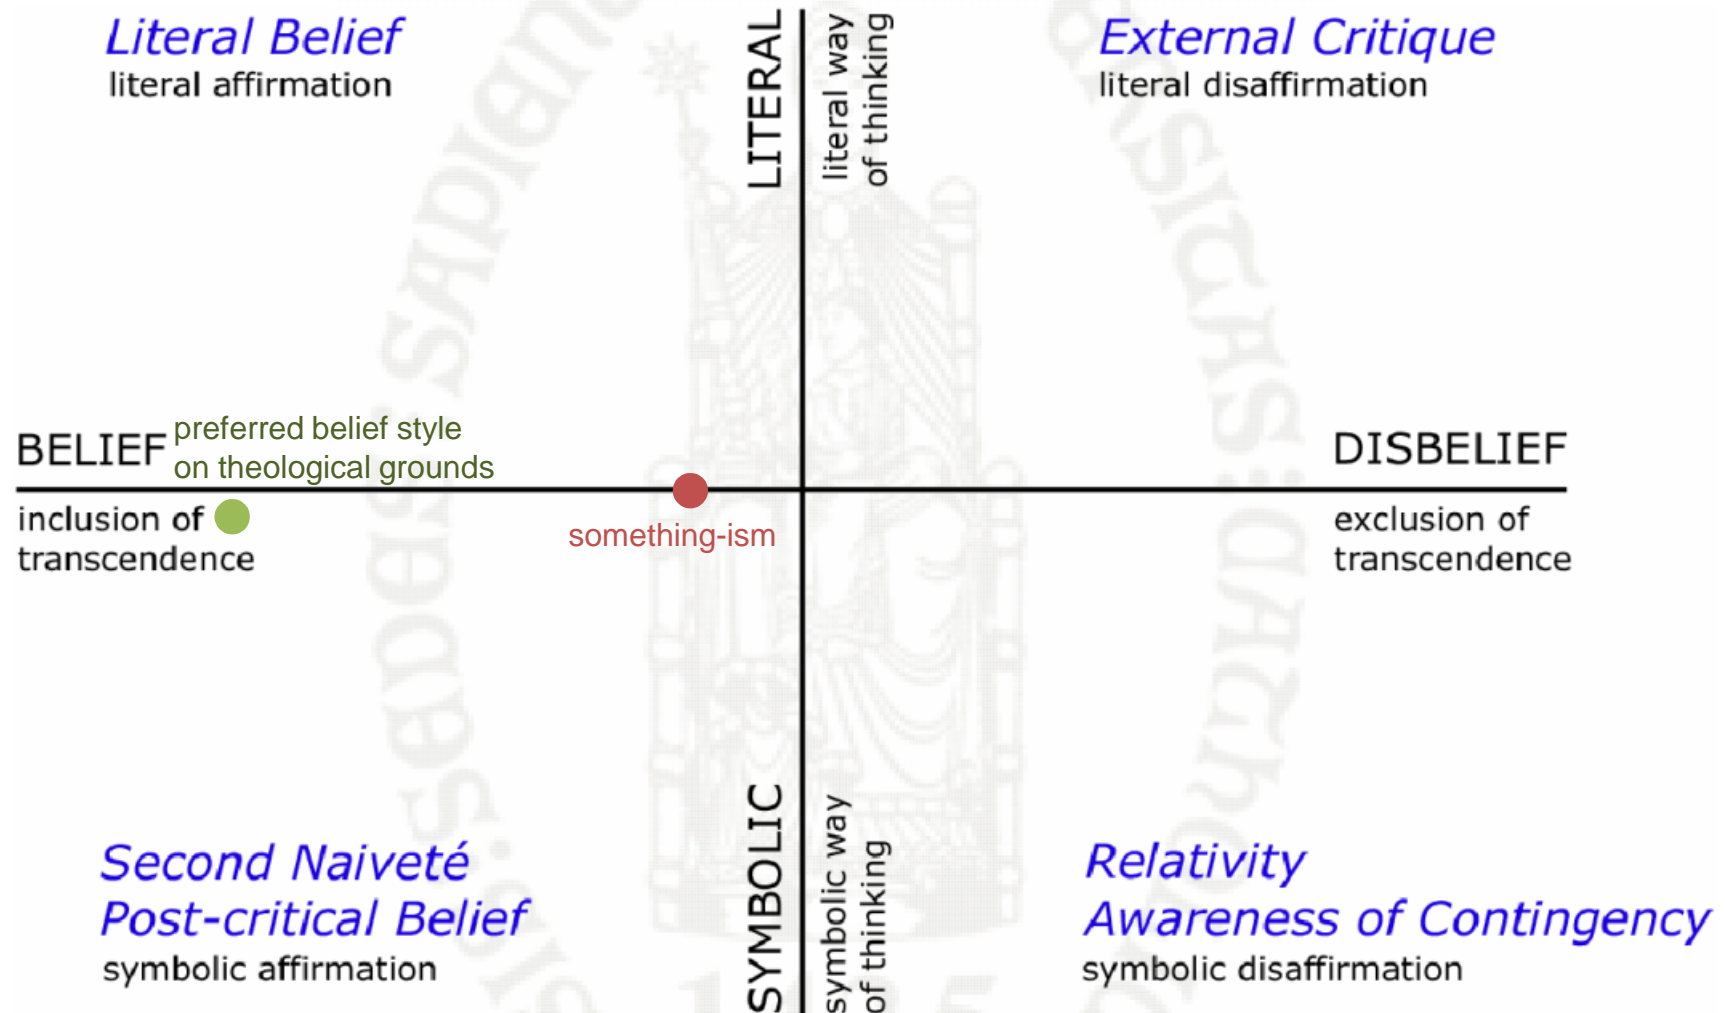 Literal Belief
literal affirmation
LITERAL
literal way
of thinking
External Critique
literal disaffirmation
BELIEF
preferred belief style
on theological grounds
inclusion of
transcendence
something-ism
DISBELIEF
exclusion of
transcendence
Second Naiveté
Post-critical Belief
symbolic affirmation
SYMBOLIC
symbolic way
of thinking
Relativity
Awareness of Contingency
symbolic disaffirmation